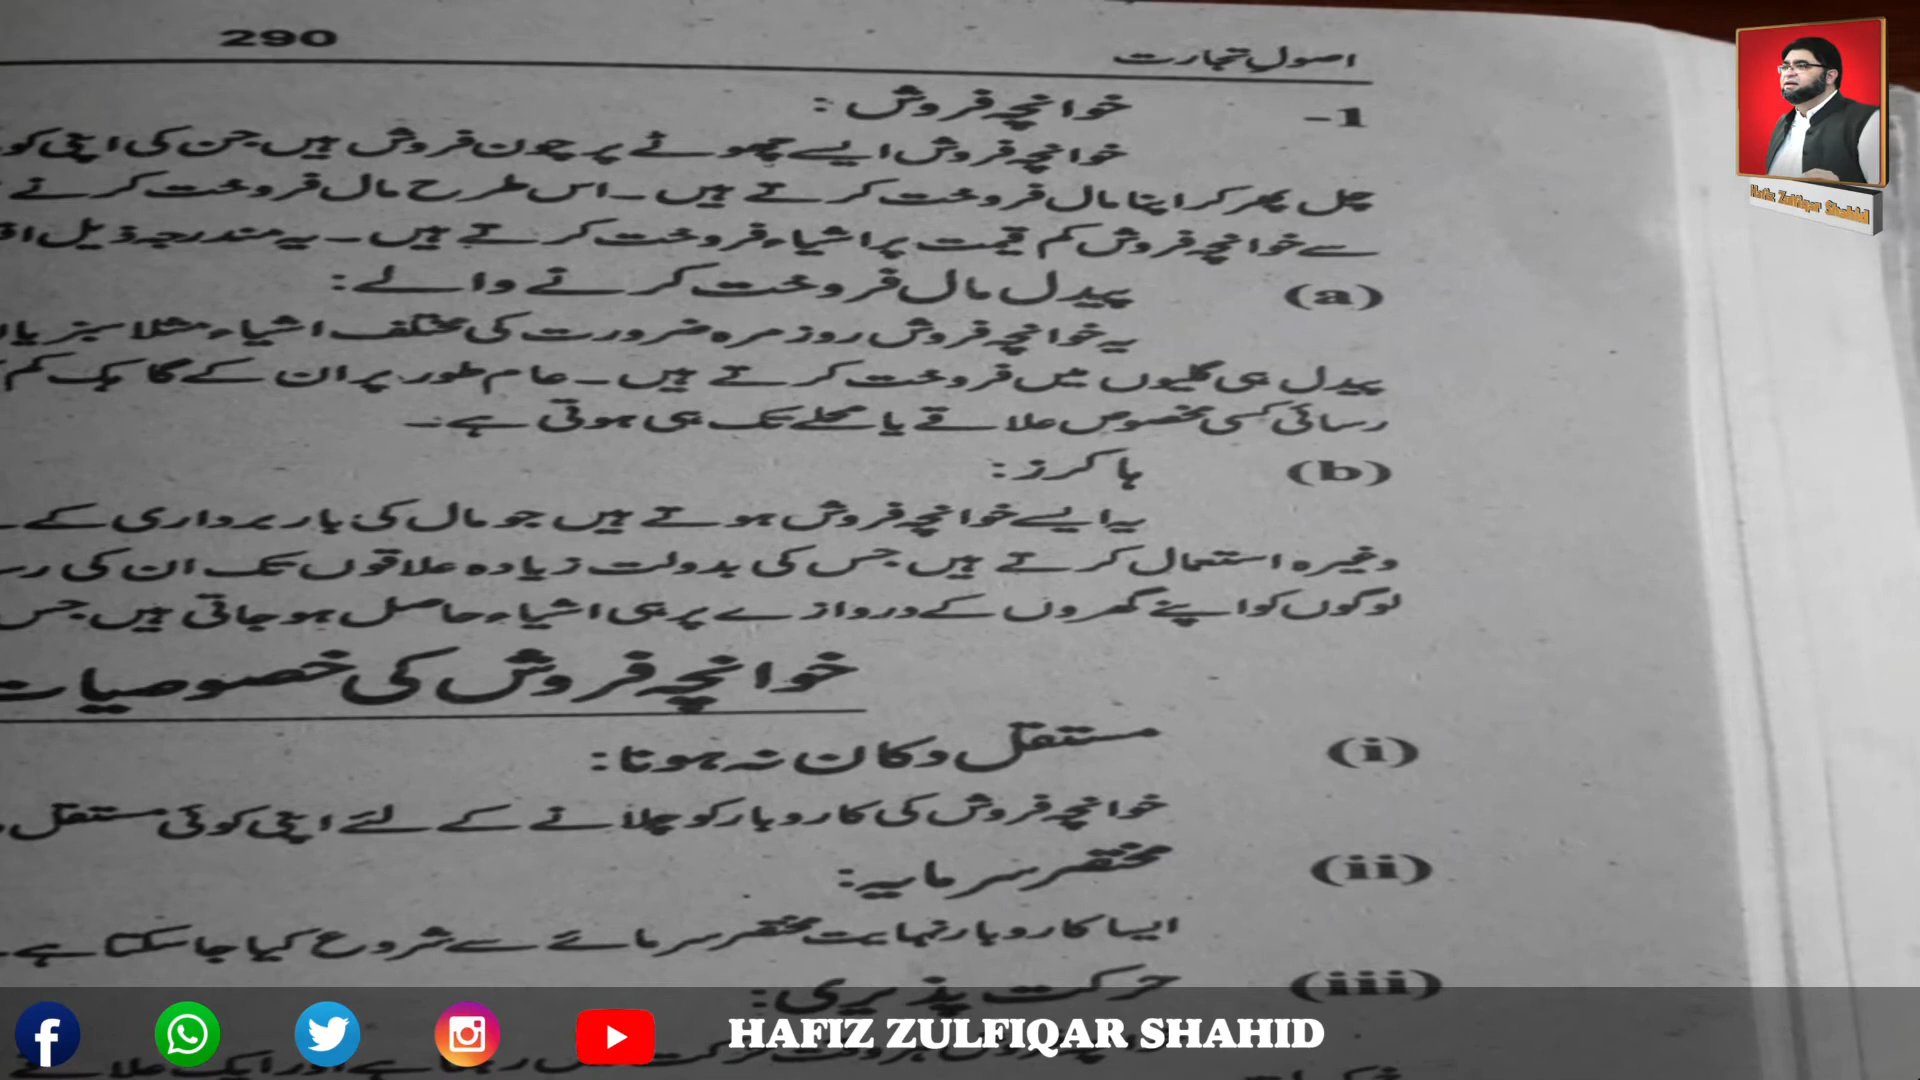 اصولِ تجارت 290
1- خوانچہ فروش :
خوانچہ فروش ایسے چھوٹے پرچون فروش ہیں جن کی اپنی کو
چل پھر کر اپنا مال فروخت کرتے ہیں ۔ اس طرح مال فروخت کرنے
سے خوانچہ فروش کم قیمت پر اشیاء فروخت کرتے ہیں ۔ یہ مندرجہ ذیل
(a) پیدل مال فروخت کرنے والے :
یہ خوانچہ فروش روزمرہ ضرورت کی مختلف اشیاء مثلا سبز یا
پیدل ہی گلیوں میں فروخت کرتے ہیں ۔ عام طور پر ان کے گاہک کم
رسائی کسی مخصوص علاقے یا محلے تک ہی ہوتی ہے ۔
(b) ہاکرز :
یہ ایسے خوانچہ فروش ہوتے ہیں جو مال کی باربرداری کے
وغیرہ استعمال کرتے ہیں جس کی بدولت زیادہ علاقوں تک ان کی
لوگوں کو اپنے گھروں کے دروازے پر ہی اشیاء حاصل ہو جاتی ہیں جس
خوانچہ فروش کی خصوصیات
(i) مستقل دکان نہ ہونا :
خوانچہ فروش کی کاروبار کو چلانے کے لئے اپنی کوئی مستقل
(ii) مختصر سرمایہ :
ایسا کاروبار نہایت مختصر سرمائے سے شروع کیا جا سکتا ہے ۔
(iii) حرکت پذیری :
Hafiz Zulfiqar Shahid
HAFIZ ZULFIQAR SHAHID